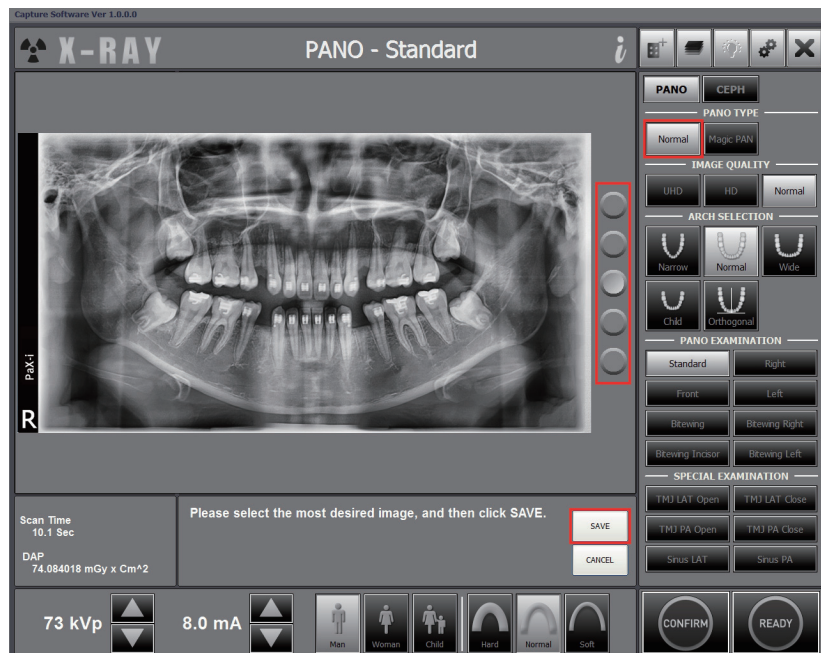 Capture Software Ver 1.0.0.0
X-RAY
PANO - Standard
i
PANO
CEPH
PANO TYPE
Normal
Magic PAN
IMAGE QUALITY
UHD
HD
Normal
ARCH SELECTION
Narrow
Normal
Wide
Child
Orthogonal
PANO EXAMINATION
Standard
Right
Front
Left
Bitewing
Bitewing Right
Bitewing Incisor
Bitewing Left
SPECIAL EXAMINATION
TMJ LAT Open
TMJ LAT Close
TMJ PA Open
TMJ PA Close
Sinus LAT
Sinus PA
PaX-i
R
Scan Time
10.1 Sec
DAP
74.084018 mGy x Cm^2
Please select the most desired image, and then click SAVE.
SAVE
CANCEL
73 kVp
8.0 mA
Man
Woman
Child
Hard
Normal
Soft
CONFIRM
READY